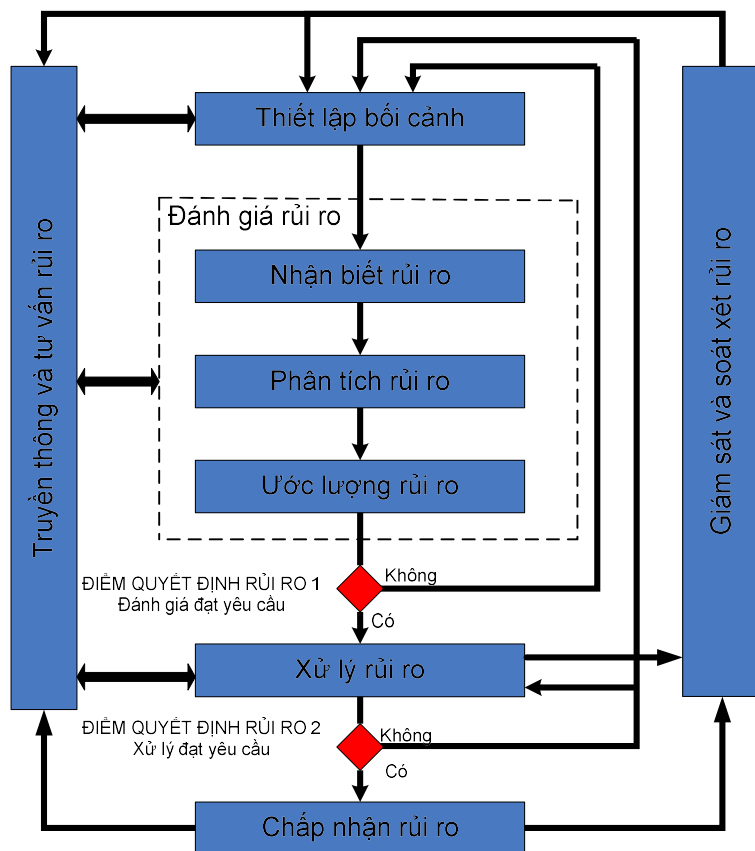 Thiết lập bối cảnh
Đánh giá rủi ro
Nhận biết rủi ro
Phân tích rủi ro
Ước lượng rủi ro
Truyền thông và tư vấn rủi ro
Giám sát và soát xét rủi ro
ĐIỂM QUYẾT ĐỊNH RỦI RO 1
Đánh giá đạt yêu cầu
Không
Có
Xử lý rủi ro
ĐIỂM QUYẾT ĐỊNH RỦI RO 2
Xử lý đạt yêu cầu
Không
Có
Chấp nhận rủi ro